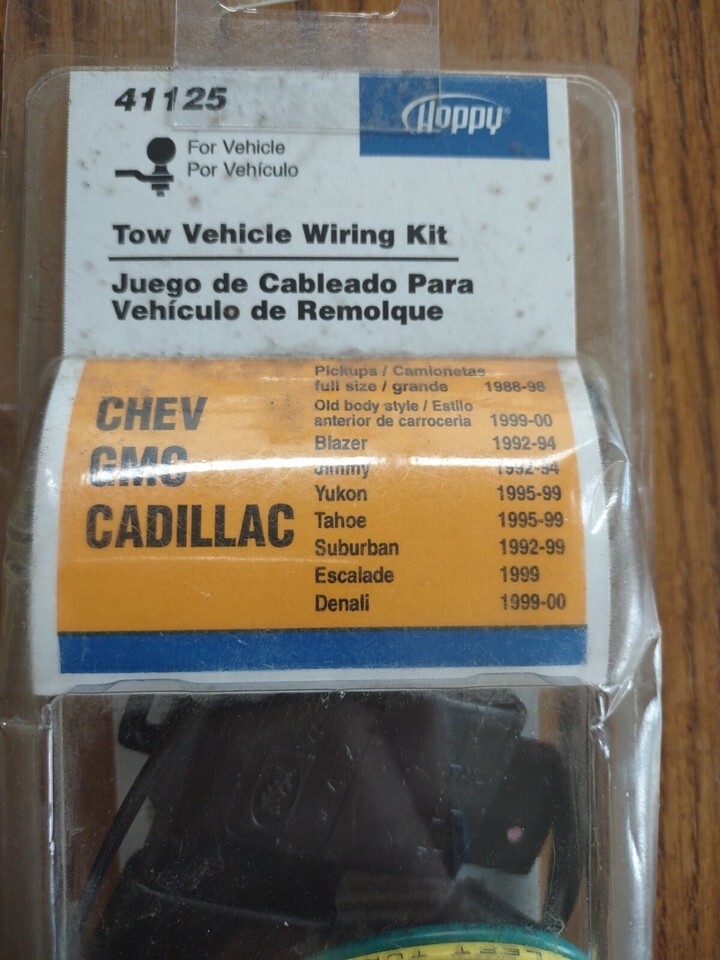 41125
Hoppy
For Vehicle
Por Vehículo
Tow Vehicle Wiring Kit
Juego de Cableado Para
Vehículo de Remolque
CHEV
GMC
CADILLAC
Pickups / Camionetas
full size / grande 1988-98
Old body style / Estilo
anterior de carroceria 1999-00
Blazer 1992-94
Jimmy 1992-94
Yukon 1995-99
Tahoe 1995-99
Suburban 1992-99
Escalade 1999
Denali 1999-00
LEFT